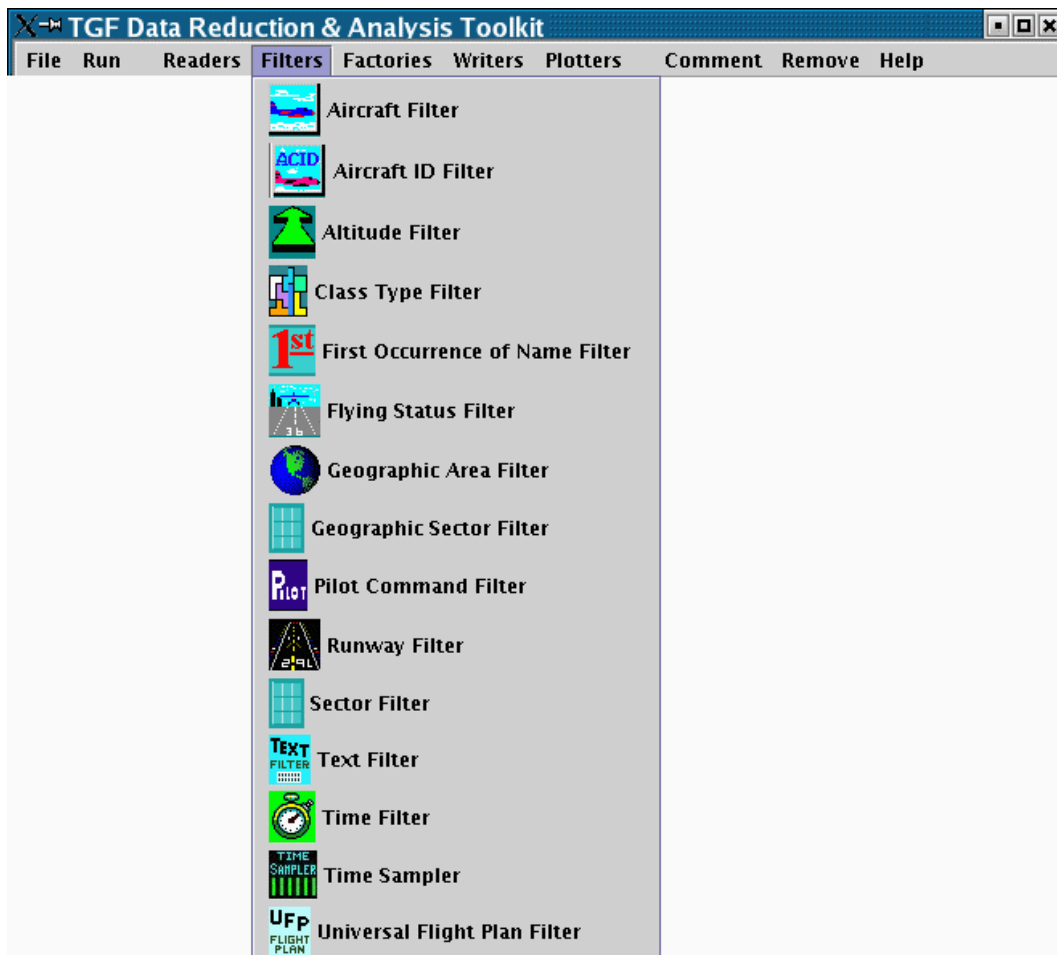 TGF Data Reduction & Analysis Toolkit
File Run Readers Filters Factories Writers Plotters Comment Remove Help
Aircraft Filter
ACID Aircraft ID Filter
Altitude Filter
Class Type Filter
1st First Occurrence of Name Filter
36 Flying Status Filter
Geographic Area Filter
Geographic Sector Filter
PILOT Pilot Command Filter
Runway Filter
Sector Filter
TEXT
FILTER
Text Filter
Time Filter
TIME
SAMPLER
Time Sampler
UFP
FLIGHT
PLAN
Universal Flight Plan Filter